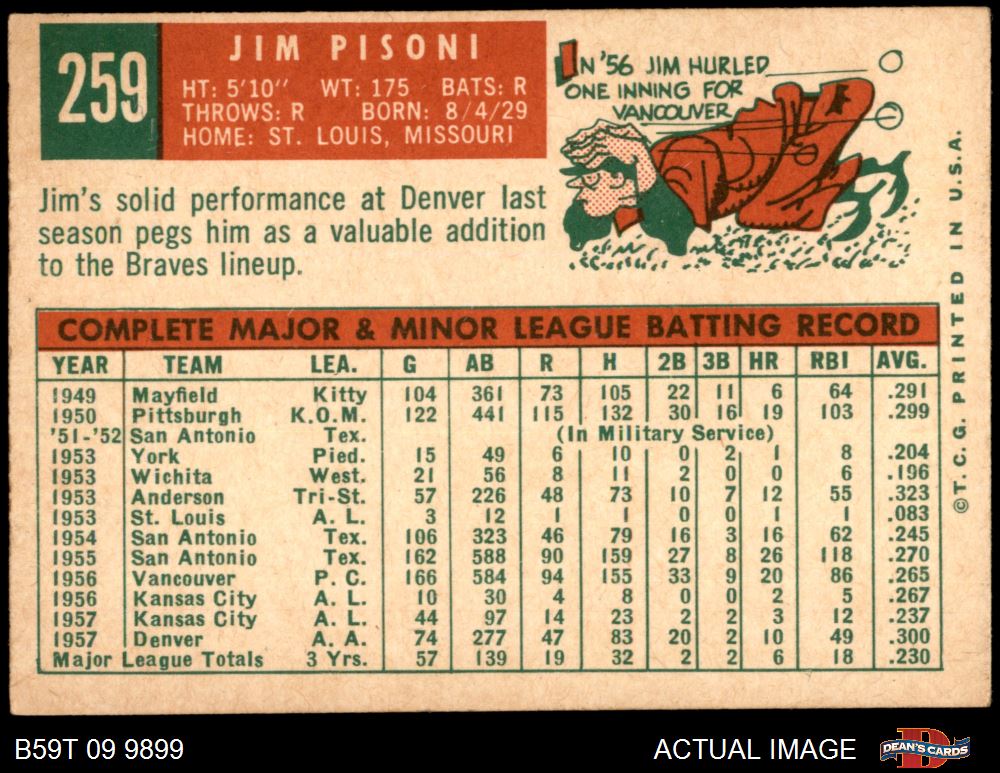 259
JIM PISONI
HT: 5'10" WT: 175 BATS: R
THROWS: R BORN: 8/4/29
HOME: ST. LOUIS, MISSOURI
IN '56 JIM HURLED
ONE INNING FOR
VANCOUVER
Jim's solid performance at Denver last
season pegs him as a valuable addition
to the Braves lineup.
COMPLETE MAJOR & MINOR LEAGUE BATTING RECORD
YEAR TEAM LEA. G AB R H 2B 3B HR RBI AVG.
1949 Mayfield Kitty 104 361 73 105 22 11 6 64 .291
1950 Pittsburgh K.O.M. 122 441 115 132 30 16 19 103 .299
'51-'52 San Antonio Tex. (In Military Service)
1953 York Pied. 15 49 6 10 0 2 1 8 .204
1953 Wichita West. 21 56 8 11 2 0 0 6 .196
1953 Anderson Tri-St. 57 226 48 73 10 7 12 55 .323
1953 St. Louis A. L. 3 12 1 1 0 0 1 1 .083
1954 San Antonio Tex. 106 323 46 79 16 3 16 62 .245
1955 San Antonio Tex. 162 588 90 159 27 8 26 118 .270
1956 Vancouver P. C. 166 584 94 155 33 9 20 86 .265
1956 Kansas City A. L. 10 30 4 8 0 0 2 5 .267
1957 Kansas City A. L. 44 97 14 23 2 2 3 12 .237
1957 Denver A. A. 74 277 47 83 20 2 10 49 .300
Major League Totals 3 Yrs. 57 139 19 32 2 2 6 18 .230
©T. C. G. PRINTED IN U.S.A.
B59T 09 9899
ACTUAL IMAGE
DEAN'S CARDS